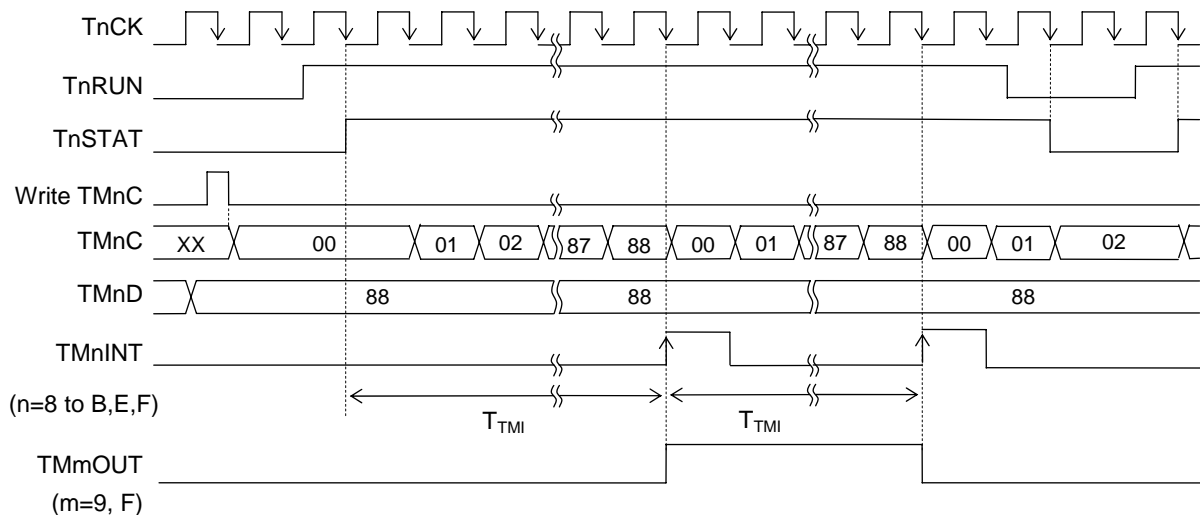 TnCK
TnRUN
TnSTAT
Write TMnC
TMnC XX 00 01 02 87 88 00 01 87 88 00 01 02
TMnD 88 88 88
TMnINT
(n=8 to B,E,F)
TTMI TTMI
TMmOUT
(m=9, F)